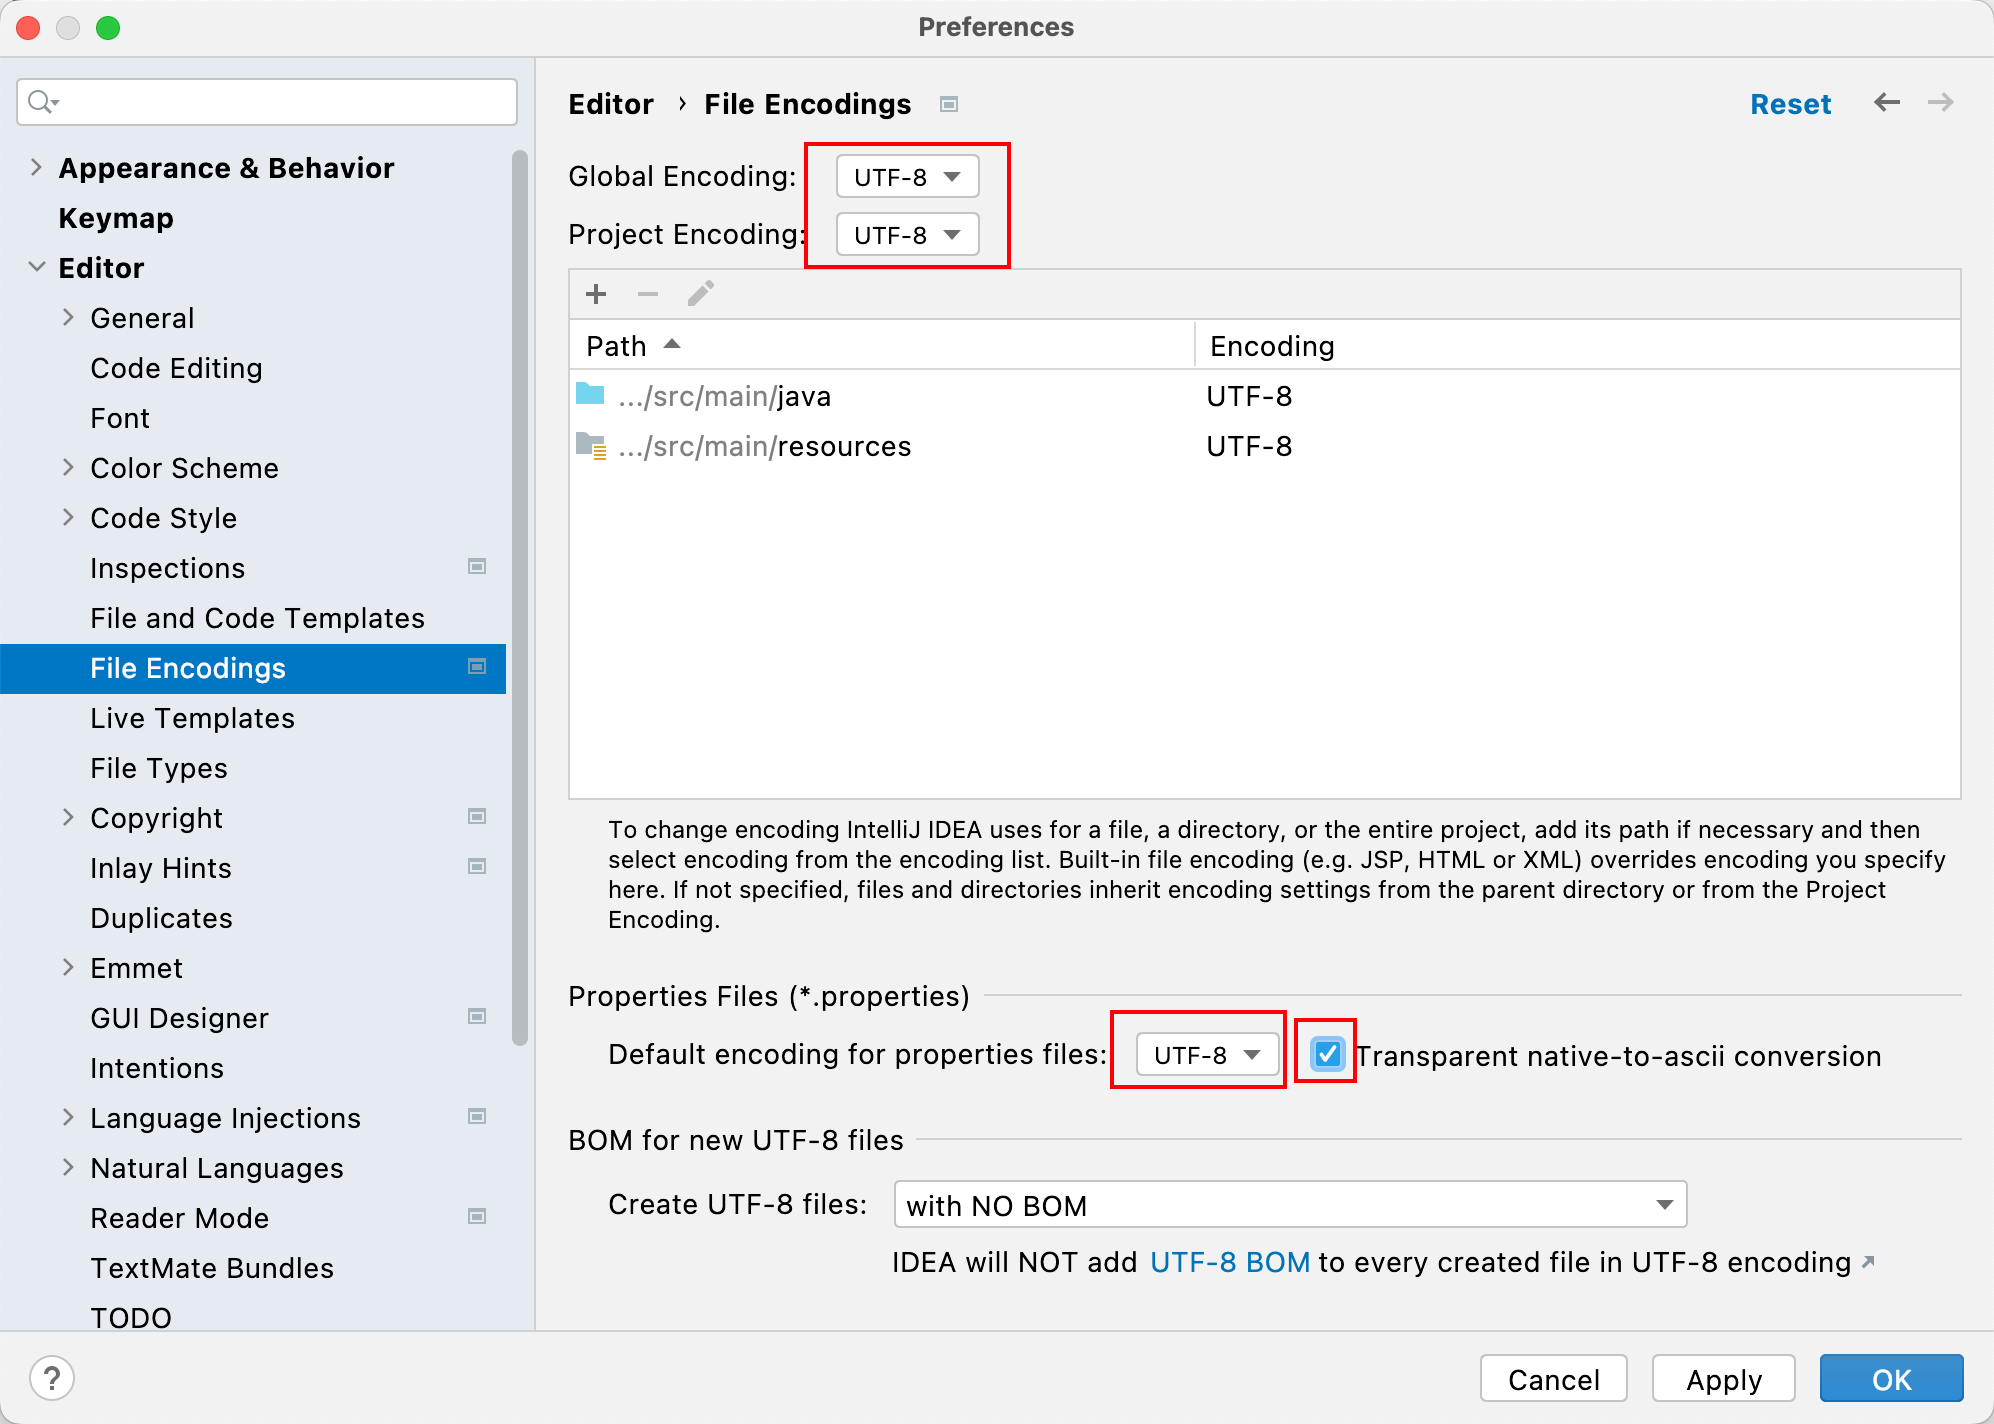 Preferences
Appearance & Behavior
Keymap
Editor
General
Code Editing
Font
Color Scheme
Code Style
Inspections
File and Code Templates
File Encodings
Live Templates
File Types
Copyright
Inlay Hints
Duplicates
Emmet
GUI Designer
Intentions
Language Injections
Natural Languages
Reader Mode
TextMate Bundles
TODO
Editor › File Encodings
Reset
Global Encoding: UTF-8
Project Encoding: UTF-8
Path Encoding
.../src/main/java UTF-8
.../src/main/resources UTF-8
To change encoding IntelliJ IDEA uses for a file, a directory, or the entire project, add its path if necessary and then
select encoding from the encoding list. Built-in file encoding (e.g. JSP, HTML or XML) overrides encoding you specify
here. If not specified, files and directories inherit encoding settings from the parent directory or from the Project
Encoding.
Properties Files (*.properties)
Default encoding for properties files: UTF-8 Transparent native-to-ascii conversion
BOM for new UTF-8 files
Create UTF-8 files: with NO BOM
IDEA will NOT add UTF-8 BOM to every created file in UTF-8 encoding
? Cancel Apply OK